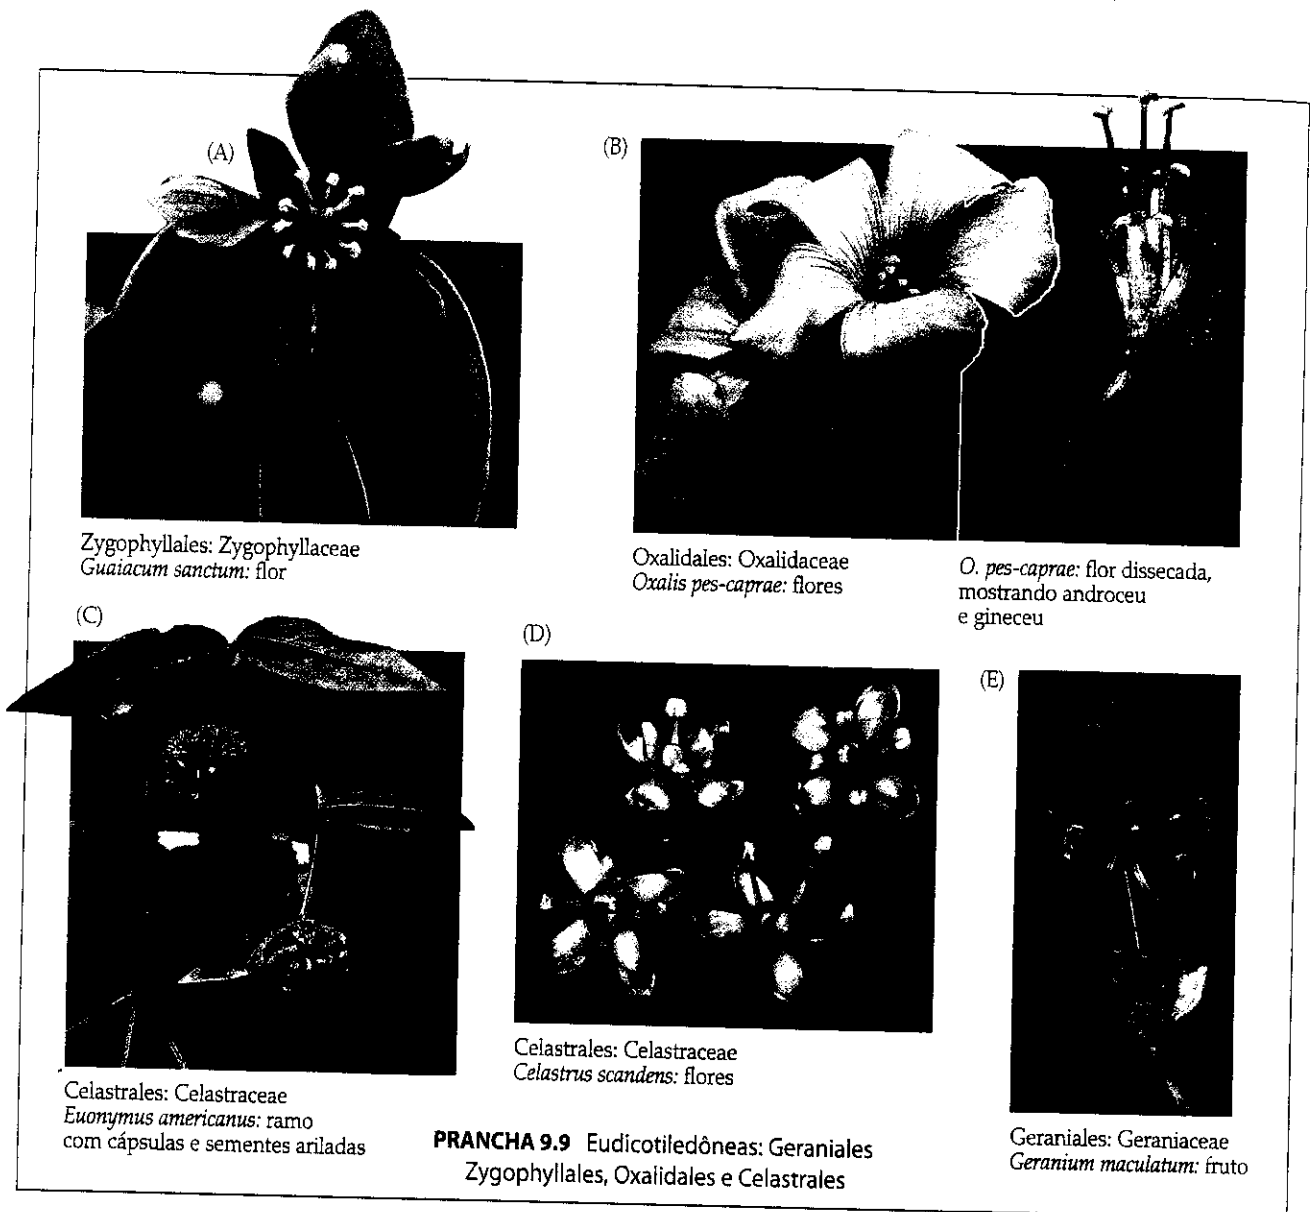 (A)
(B)
Zygophyllales: Zygophyllaceae
Guaiacum sanctum: flor
Oxalidales: Oxalidaceae
Oxalis pes-caprae: flores
O. pes-caprae: flor dissecada,
mostrando androceu
e gineceu
(C)
(D)
(E)
Celastrales: Celastraceae
Euonymus americanus: ramo
com cápsulas e sementes ariladas
Celastrales: Celastraceae
Celastrus scandens: flores
Geraniales: Geraniaceae
Geranium maculatum: fruto
PRANCHA 9.9 Eudicotiledôneas: Geraniales
Zygophyllales, Oxalidales e Celastrales